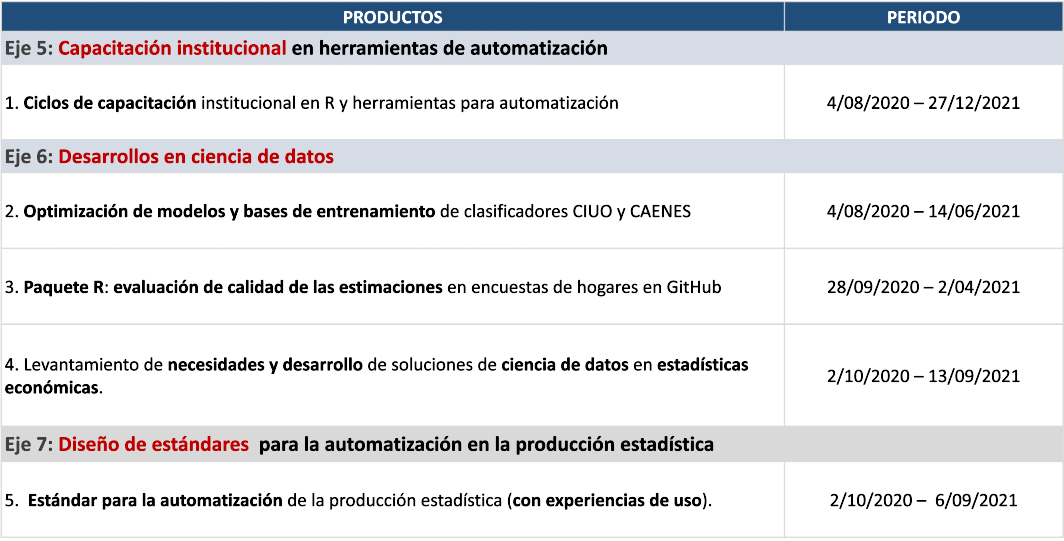 PRODUCTOS PERIODO
Eje 5: Capacitación institucional en herramientas de automatización
1. Ciclos de capacitación institucional en R y herramientas para automatización 4/08/2020 – 27/12/2021
Eje 6: Desarrollos en ciencia de datos
2. Optimización de modelos y bases de entrenamiento de clasificadores CIUO y CAENES 4/08/2020 – 14/06/2021
3. Paquete R: evaluación de calidad de las estimaciones en encuestas de hogares en GitHub 28/09/2020 – 2/04/2021
4. Levantamiento de necesidades y desarrollo de soluciones de ciencia de datos en estadísticas
económicas.
2/10/2020 – 13/09/2021
Eje 7: Diseño de estándares para la automatización en la producción estadística
5. Estándar para la automatización de la producción estadística (con experiencias de uso). 2/10/2020 – 6/09/2021